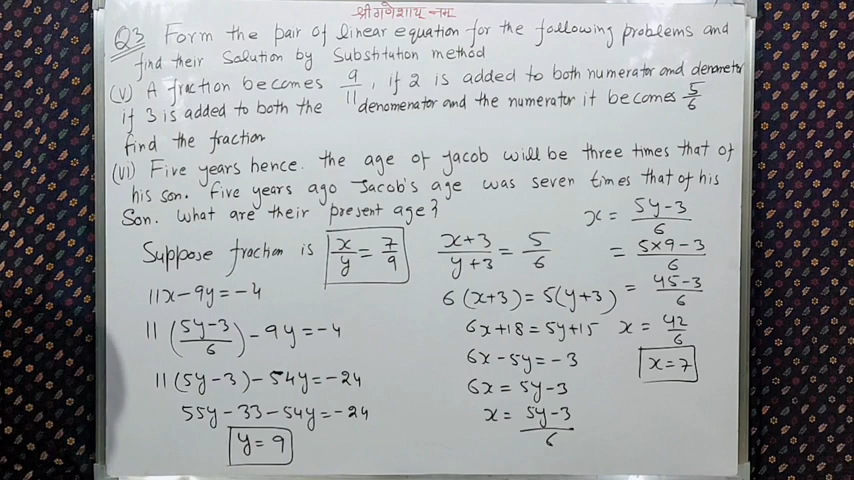 श्री गणेशाय नमः
Q3 Form the pair of linear equation for the following problems and
find their solution by Substitution method
(V) A fraction becomes 9/11, if 2 is added to both numerator and denometor
if 3 is added to both the denomenator and the numerator it becomes 5/6
find the fraction
(VI) Five years hence. the age of Jacob will be three times that of
his son. Five years ago Jacob's age was seven times that of his
Son. What are their present age?
Suppose fraction is x/y = 7/9
11x-9y=-4
11(5y-3/6)-9y=-4
11(5y-3)-54y=-24
55y-33-54y=-24
y=9
x+3/y+3=5/6
6(x+3)=5(y+3)
6x+18=5y+15
6x-5y=-3
6x=5y-3
x=5y-3/6
x=5y-3/6
=5×9-3/6
=45-3/6
x=42/6
x=7